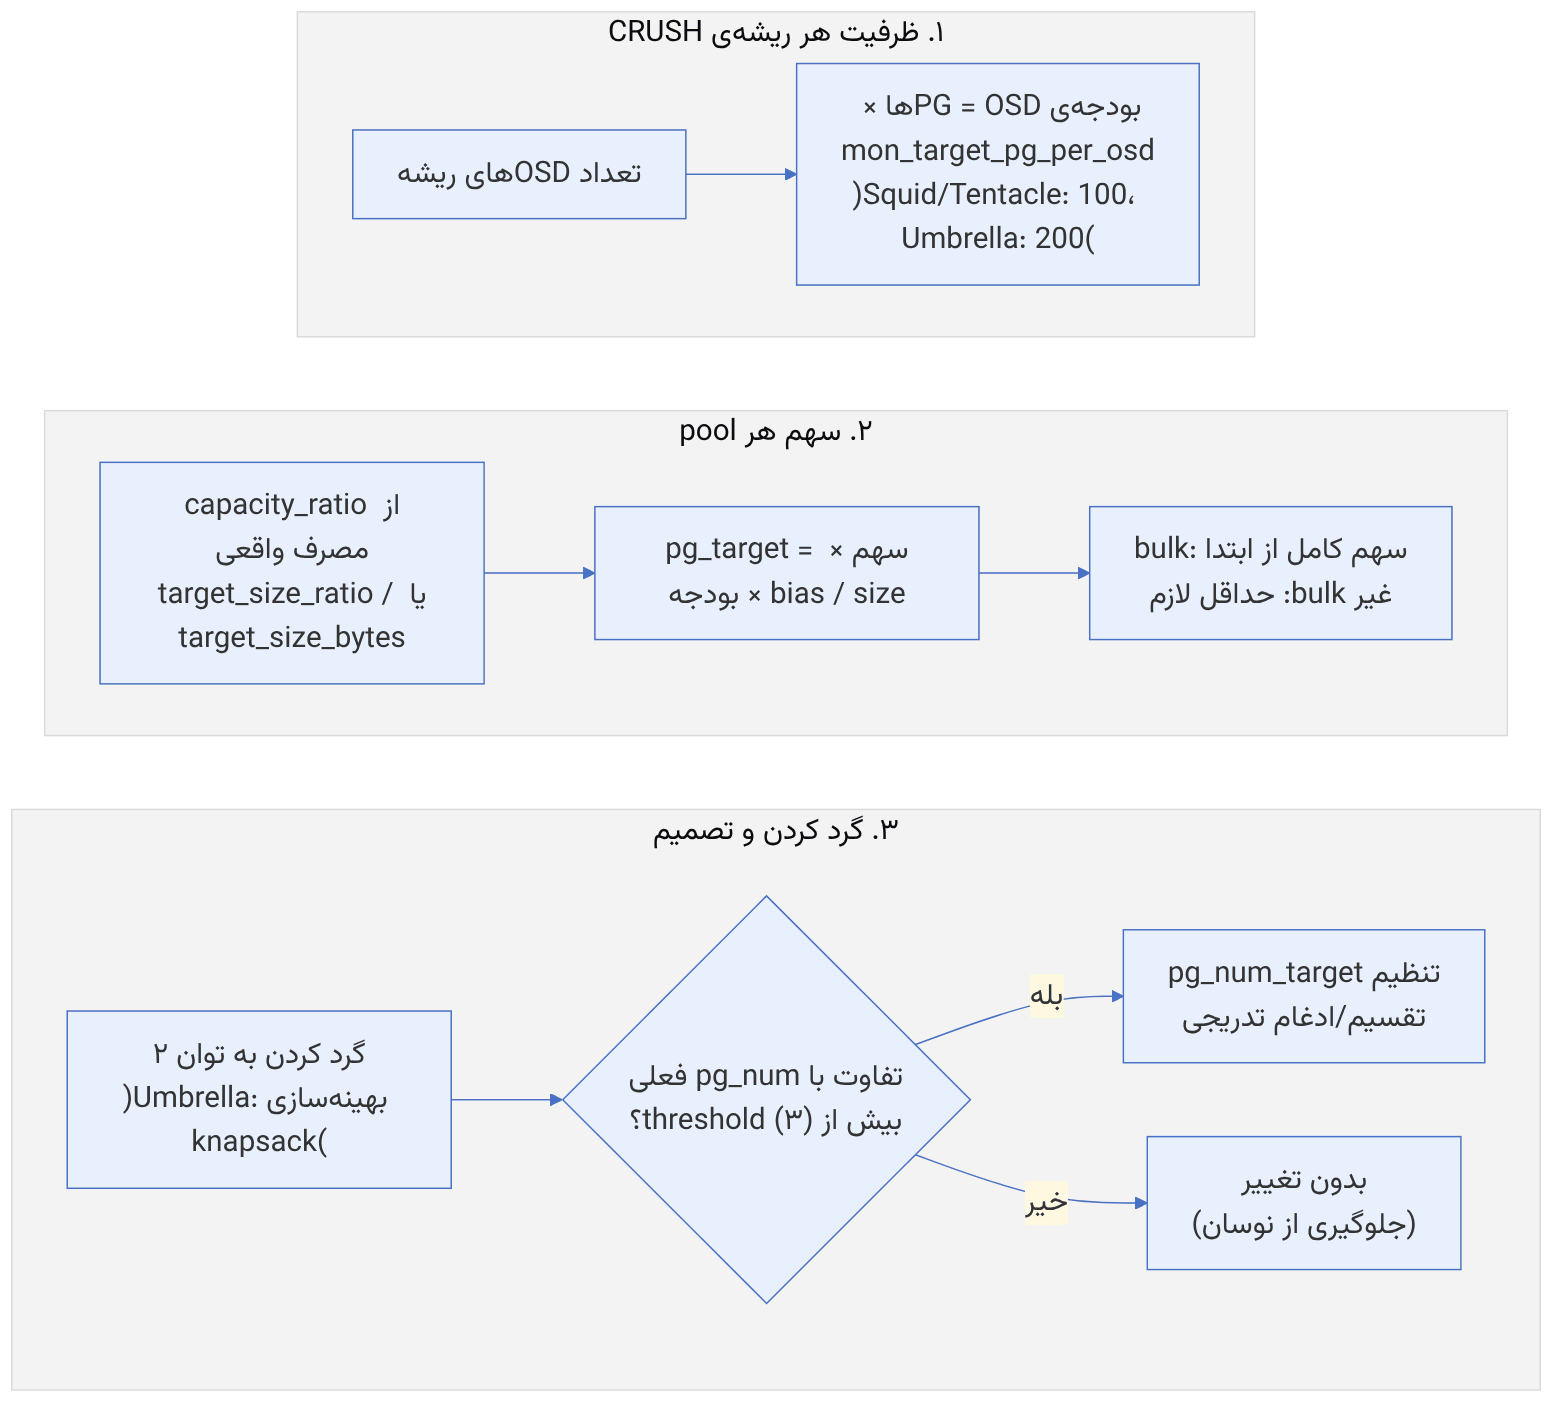 ۱. ظرفیت هر ریشه‌ی CRUSH
تعداد OSDهای ریشه
بودجه‌ی PG = OSDها ×
mon_target_pg_per_osd
(Squid/Tentacle: 100،
Umbrella: 200)
۲. سهم هر pool
capacity_ratio از
مصرف واقعی
یا target_size_ratio /
target_size_bytes
pg_target = سهم ×
بودجه × bias / size
bulk: سهم کامل از ابتدا
غیر bulk: حداقل لازم
۳. گرد کردن و تصمیم
گرد کردن به توان ۲
(Umbrella: بهینه‌سازی
knapsack)
تفاوت با pg_num فعلی
بیش از threshold (۳)؟
بله
تنظیم pg_num_target
تقسیم/ادغام تدریجی
خیر
بدون تغییر
(جلوگیری از نوسان)